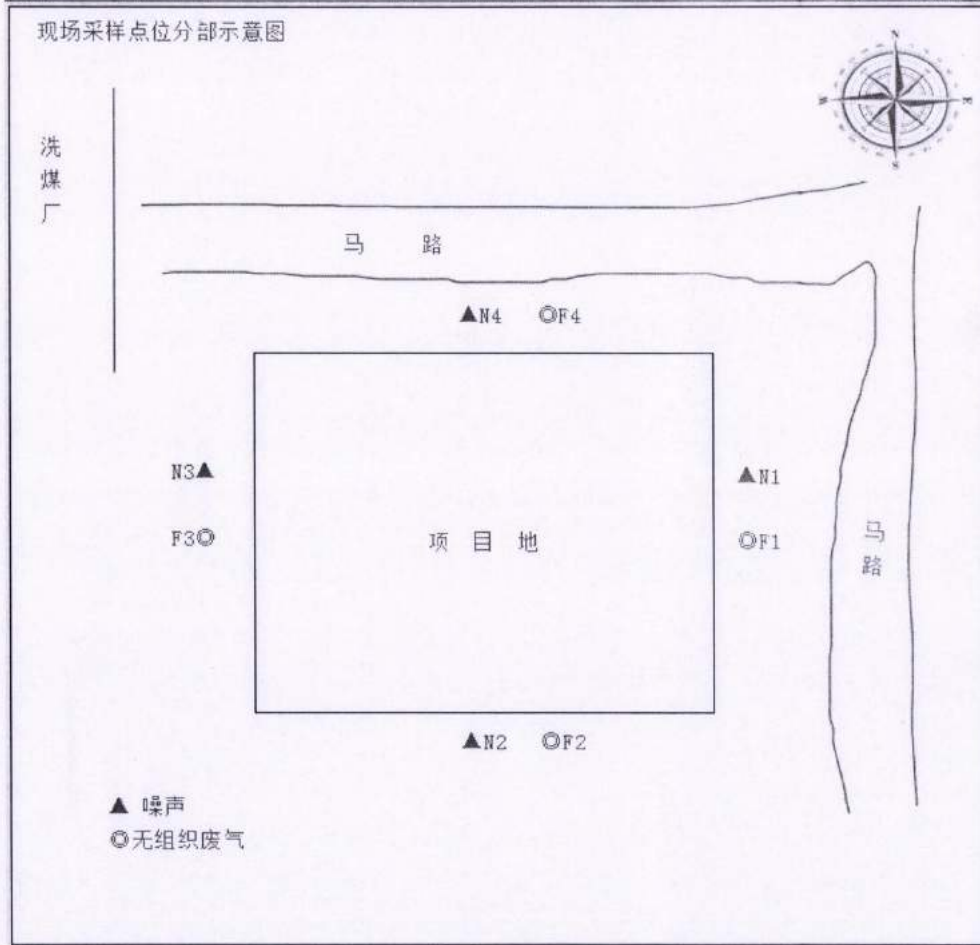 现场采样点位分部示意图
N
W
E
S
洗
煤
厂
马 路
▲N4 ◎F4
N3▲
▲N1
F3◎
项 目 地
◎F1
马
路
▲N2 ◎F2
▲ 噪声
◎无组织废气